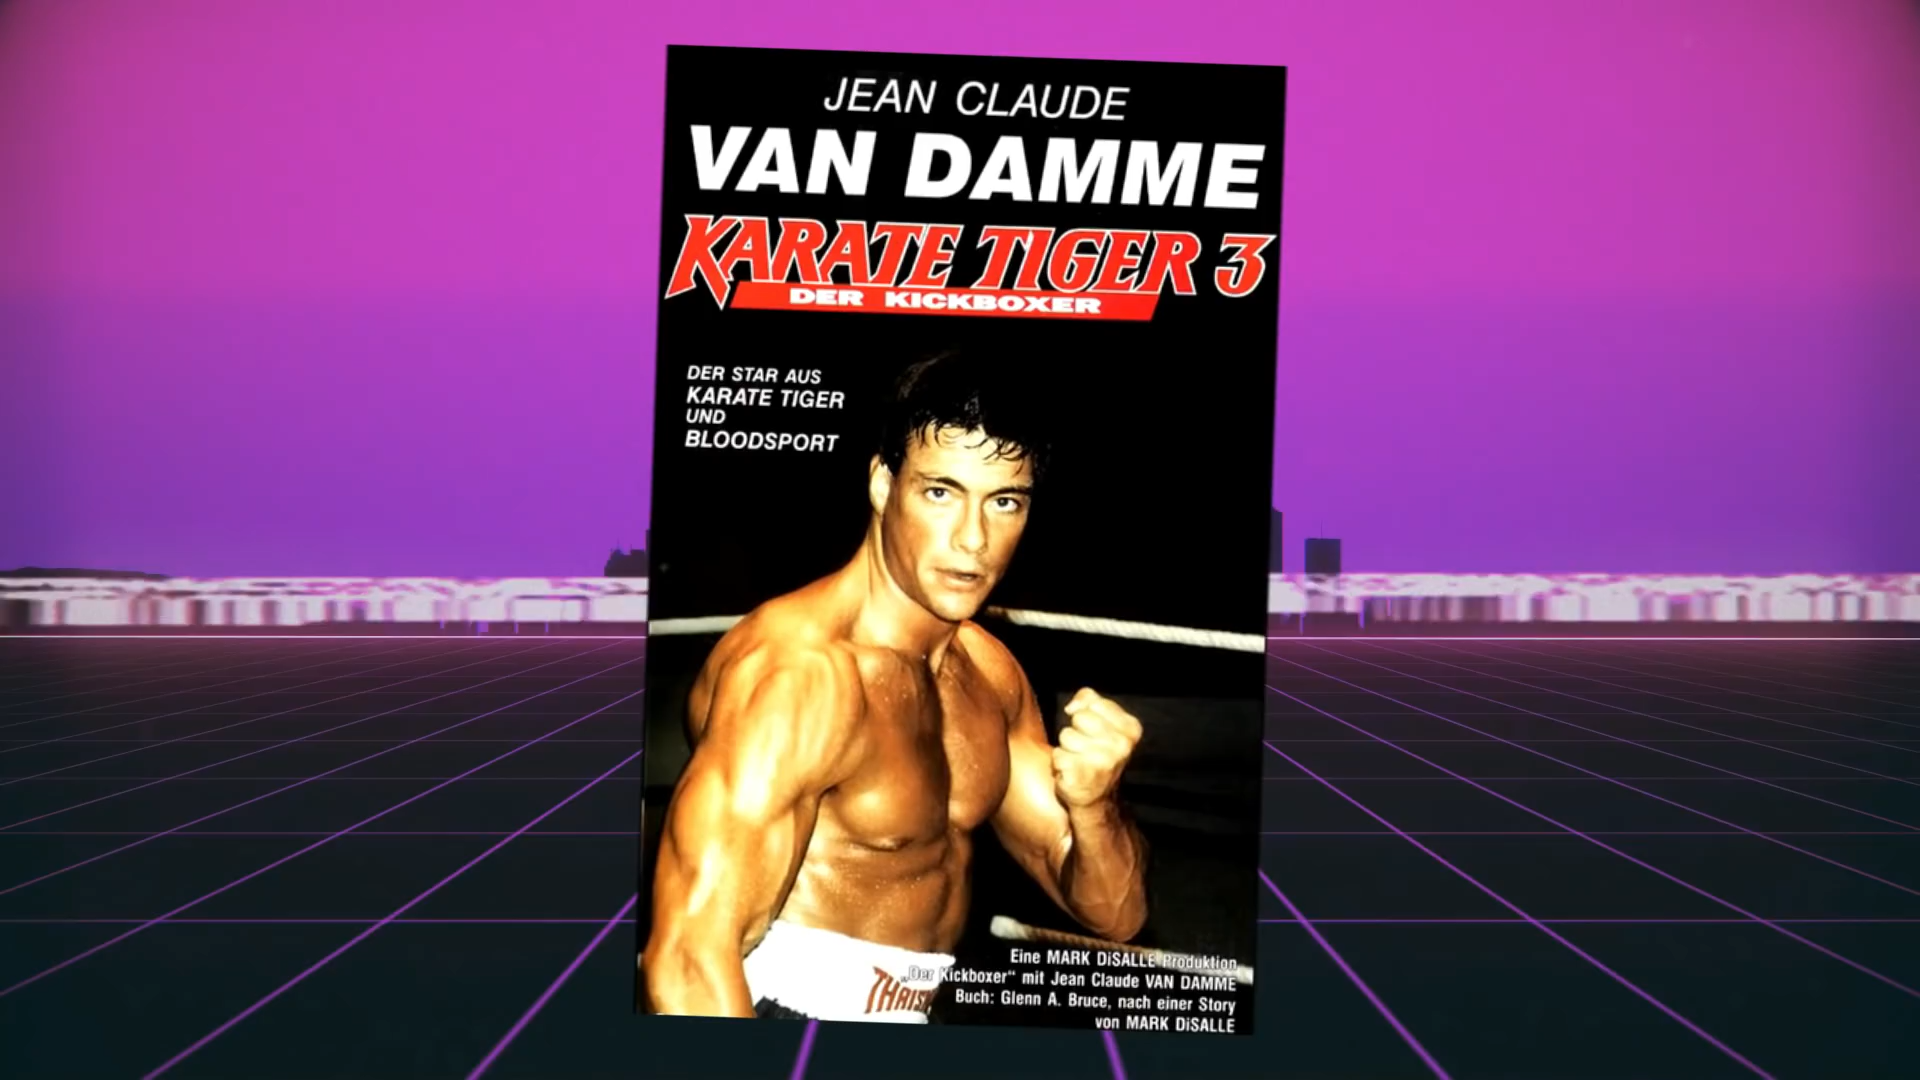 JEAN CLAUDE
VAN DAMME
KARATE TIGER 3
DER KICKBOXER
DER STAR AUS
KARATE TIGER
UND
BLOODSPORT
Eine MARK DiSALLE Produktion
„Der Kickboxer“ mit Jean Claude VAN DAMME
Buch: Glenn A. Bruce, nach einer Story
von MARK DiSALLE